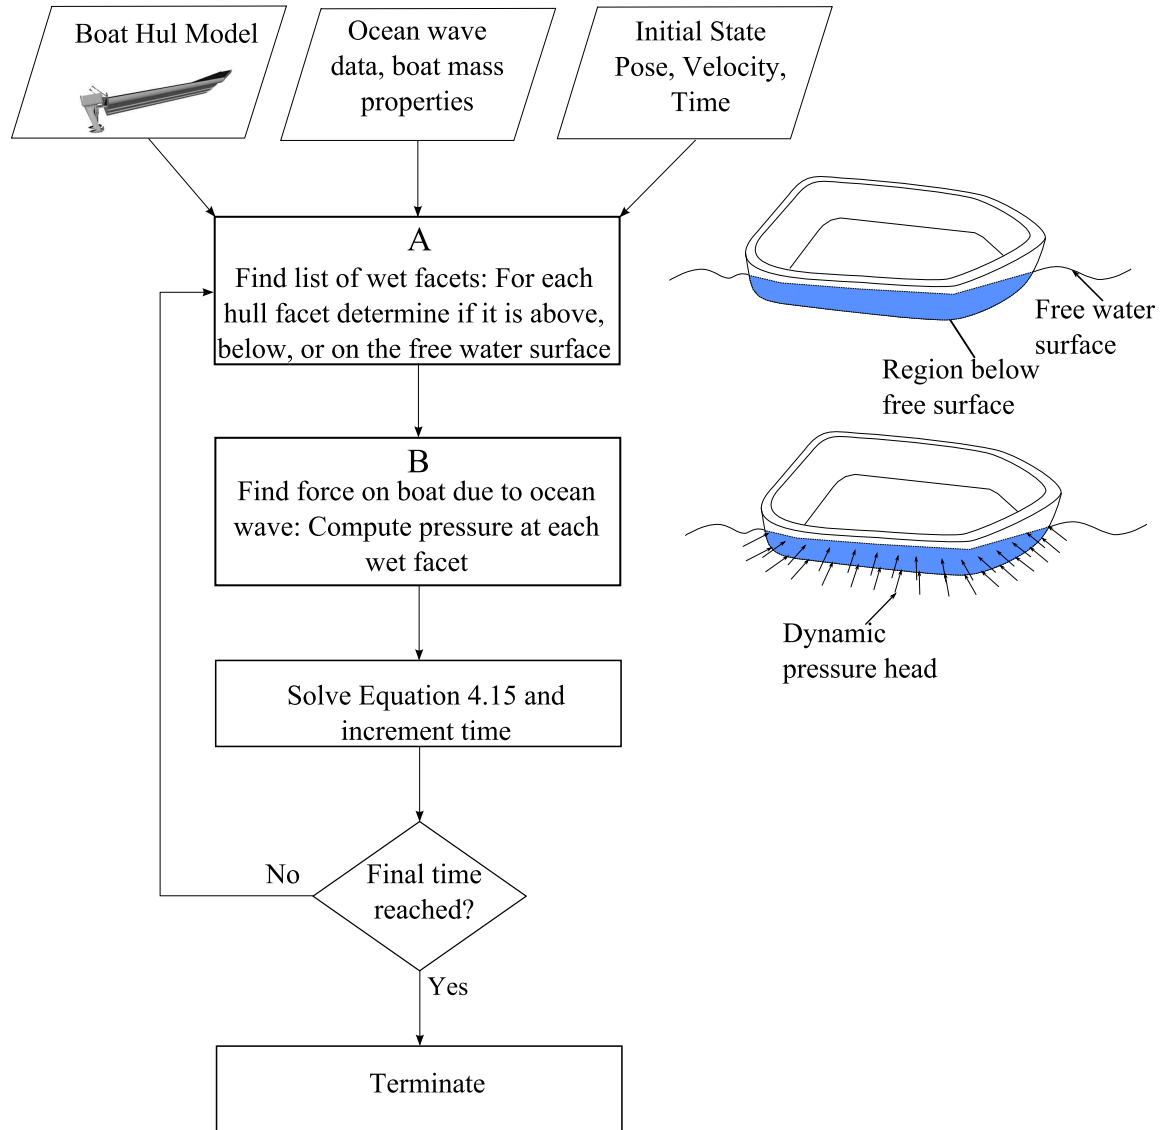 Boat Hul Model
Ocean wave
data, boat mass
properties
Initial State
Pose, Velocity,
Time
A
Find list of wet facets: For each
hull facet determine if it is above,
below, or on the free water surface
Free water
surface
Region below
free surface
B
Find force on boat due to ocean
wave: Compute pressure at each
wet facet
Dynamic
pressure head
Solve Equation 4.15 and
increment time
No
Final time
reached?
Yes
Terminate